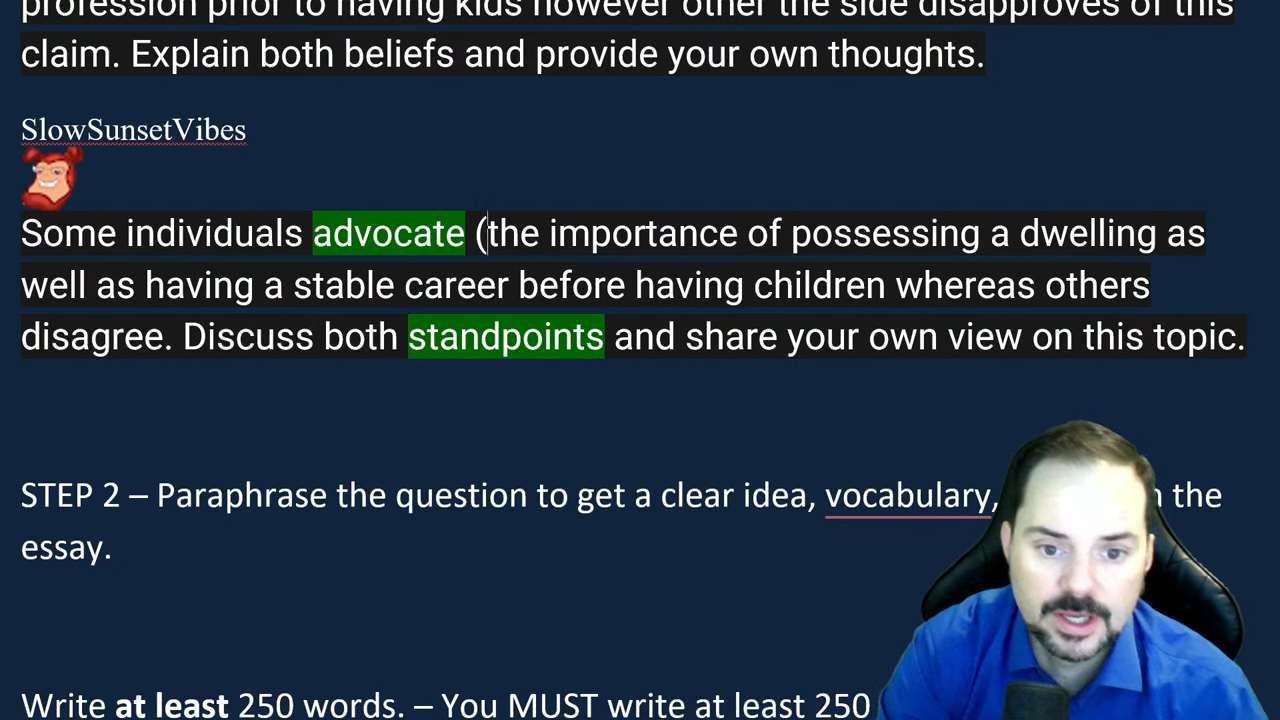 profession prior to having kids however other the side disapproves of this
claim. Explain both beliefs and provide your own thoughts.
SlowSunsetVibes
Some individuals advocate (the importance of possessing a dwelling as
well as having a stable career before having children whereas others
disagree. Discuss both standpoints and share your own view on this topic.
STEP 2 – Paraphrase the question to get a clear idea, vocabulary, the
essay.
Write at least 250 words. – You MUST write at least 250